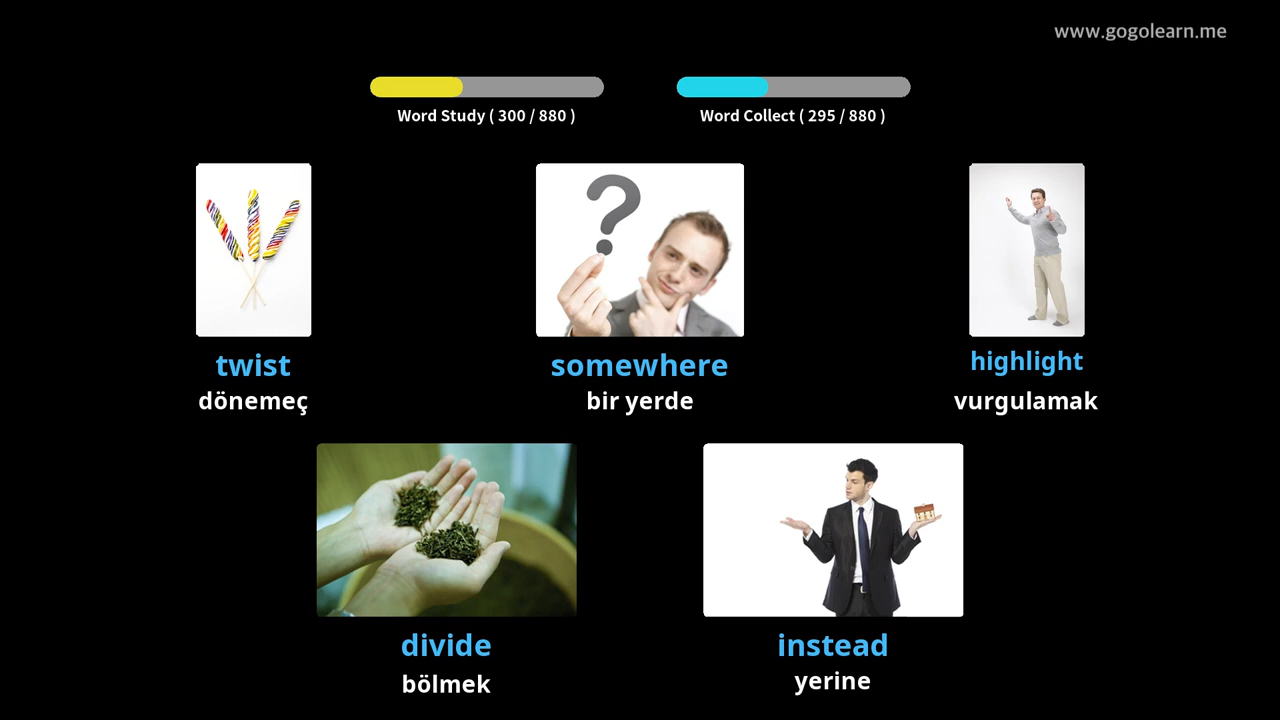 www.gogolearn.me
Word Study ( 300 / 880 )
Word Collect ( 295 / 880 )
twist
dönemeç
somewhere
bir yerde
highlight
vurgulamak
divide
bölmek
instead
yerine